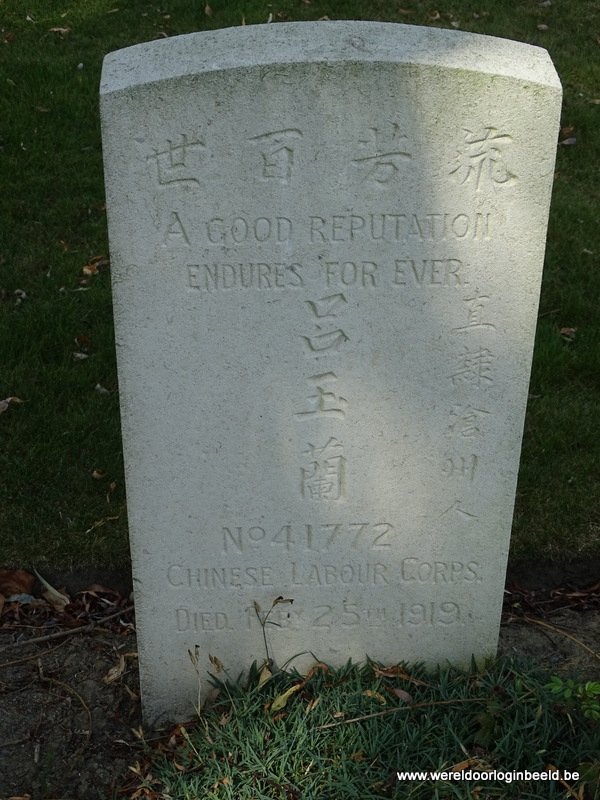 流芳百世
A GOOD REPUTATION
ENDURES FOR EVER.
直隸滄州人
呂玉蘭
No 41772
CHINESE LABOUR CORPS.
DIED. 25TH 1919.
www.wereldoorloginbeeld.be